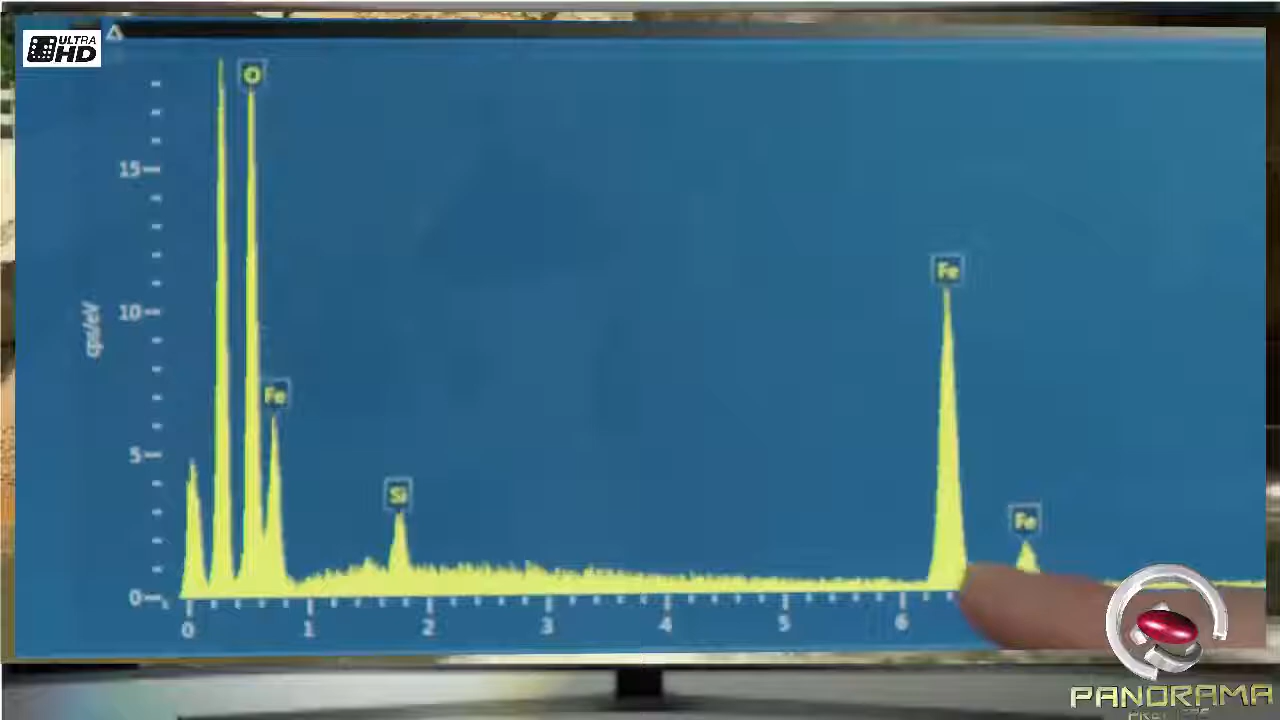 ULTRA
HD
O
15
Fe
10
cps/eV
Fe
5
Si
Fe
0
0 1 2 3 4 5 6
PANORAMA